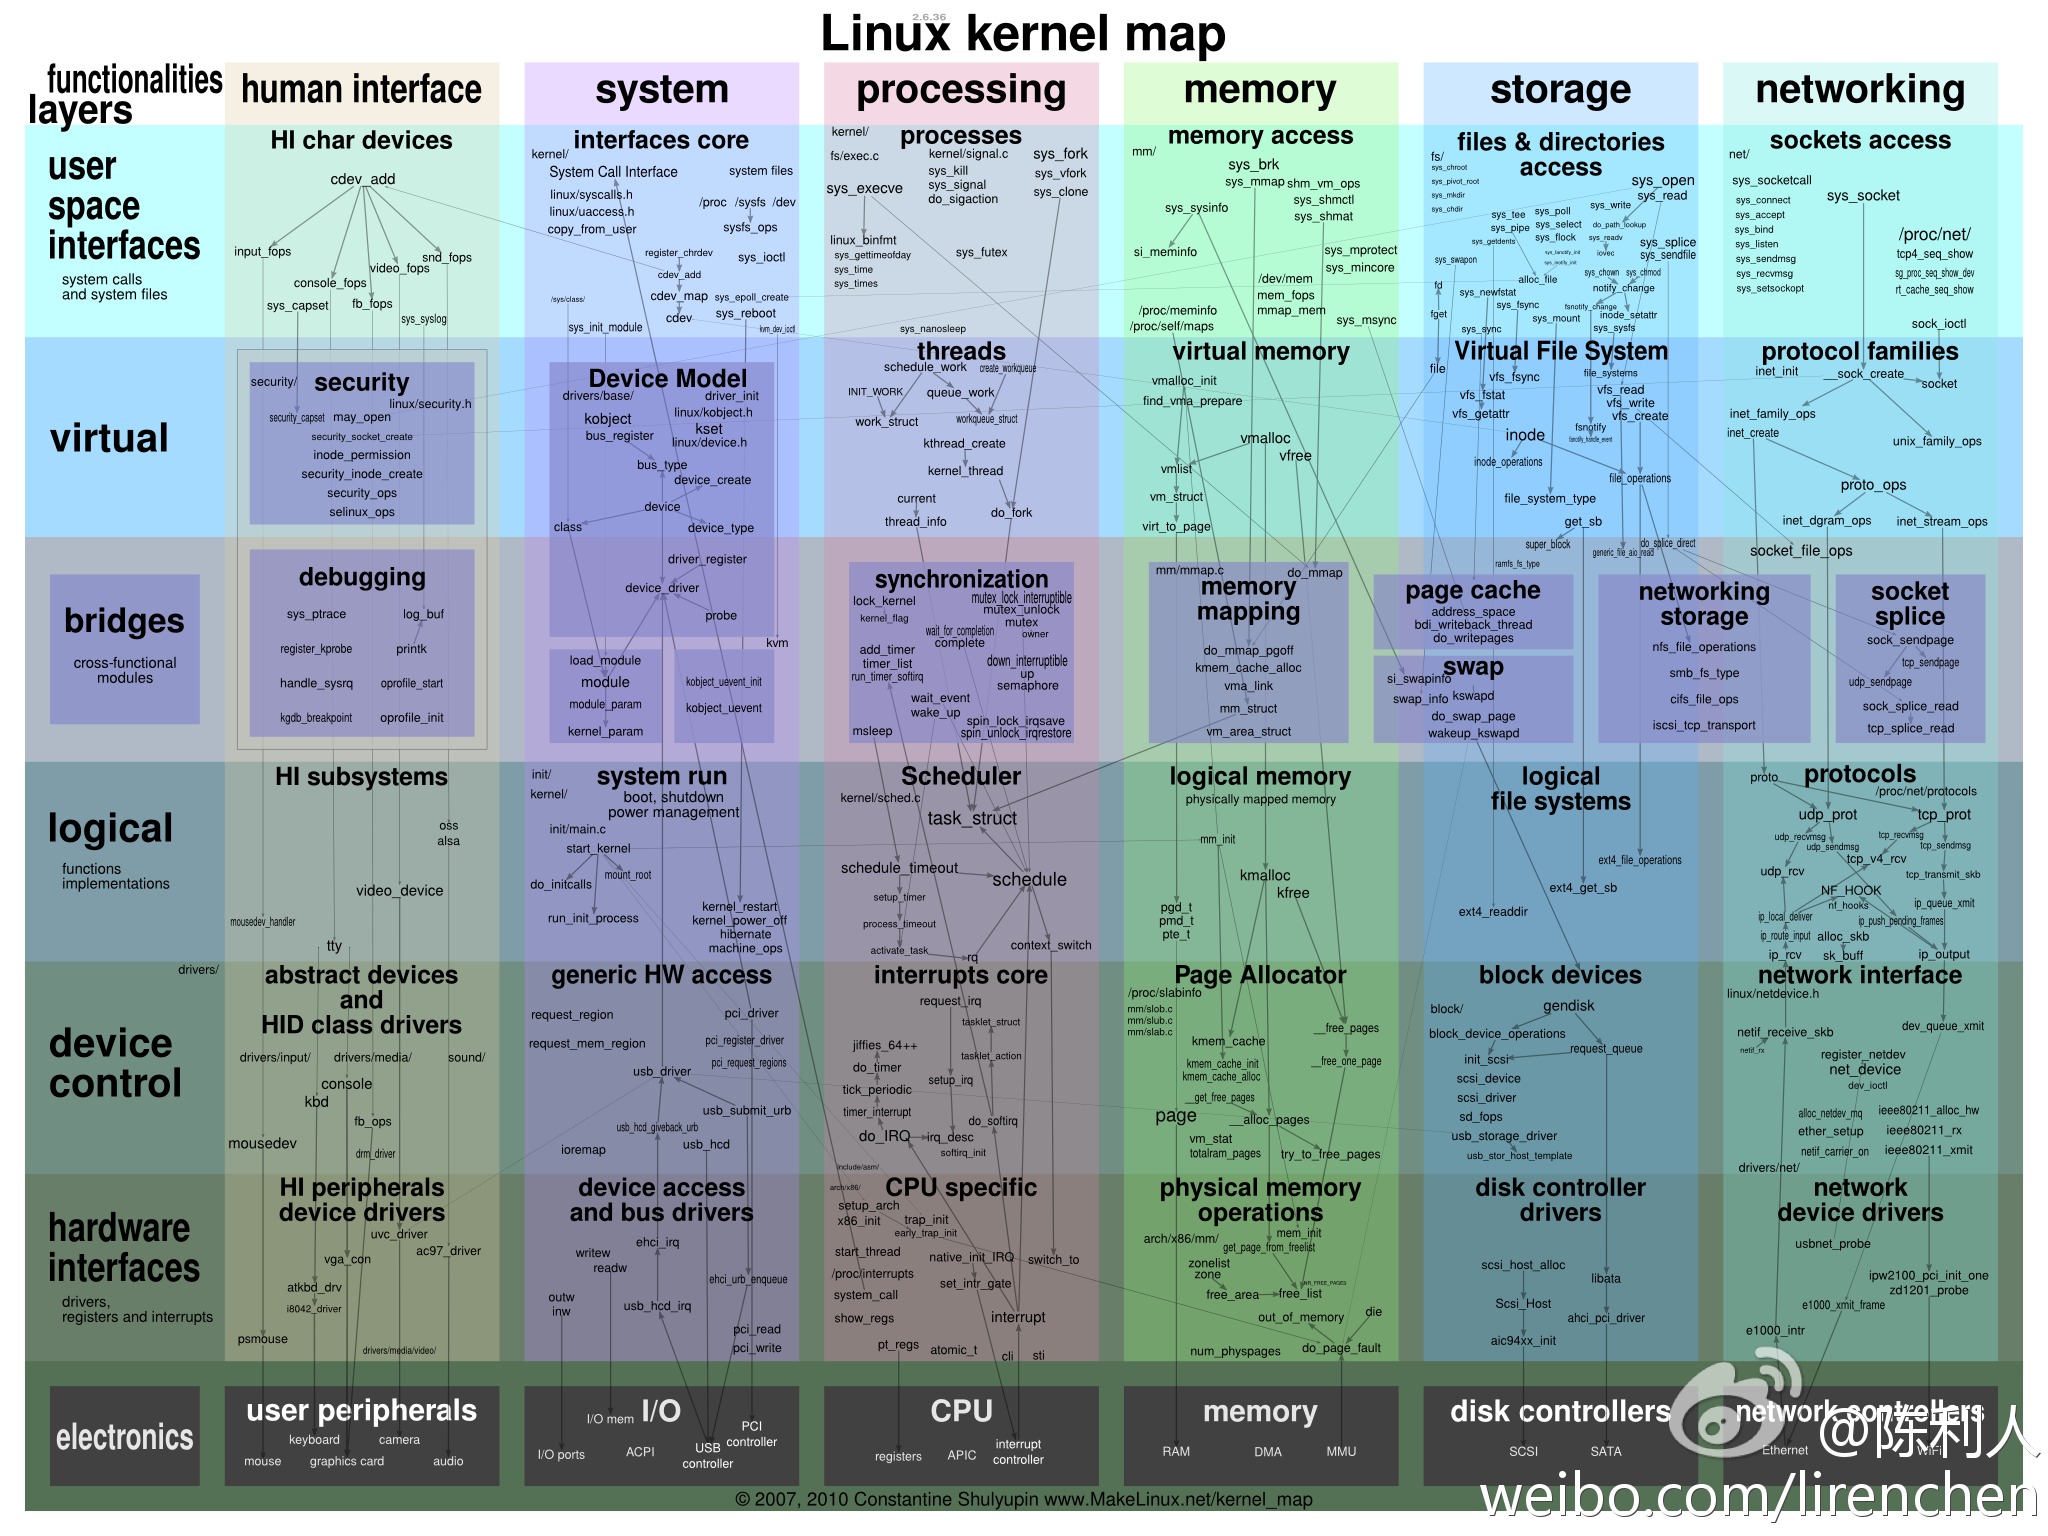 2.6.36
Linux kernel map
functionalities
layers
human interface
system
processing
memory
storage
networking
user
space
interfaces
system calls
and system files
HI char devices
cdev_add
input_fops
console_fops
video_fops
snd_fops
sys_capset
fb_fops
sys_syslog
interfaces core
kernel/
System Call Interface
system files
linux/syscalls.h
linux/uaccess.h
copy_from_user
/proc /sysfs /dev
sysfs_ops
register_chrdev
sys_ioctl
cdev_add
cdev_map
sys_epoll_create
/sys/class/
cdev
sys_reboot
sys_init_module
kvm_dev_ioctl
processes
kernel/
fs/exec.c
kernel/signal.c
sys_fork
sys_kill
sys_vfork
sys_execve
sys_signal
sys_clone
do_sigaction
linux_binfmt
sys_gettimeofday
sys_futex
sys_time
sys_times
sys_nanosleep
memory access
mm/
sys_brk
sys_mmap
shm_vm_ops
sys_shmctl
sys_sysinfo
sys_shmat
si_meminfo
sys_mprotect
sys_mincore
/dev/mem
mem_fops
mmap_mem
/proc/meminfo
/proc/self/maps
sys_msync
files & directories
access
fs/
sys_chroot
sys_pivot_root
sys_mkdir
sys_chdir
sys_open
sys_read
sys_write
sys_tee
sys_pipe
sys_poll
sys_select
sys_flock
do_path_lookup
sys_getdents
sys_readv
iovec
sys_splice
sys_sendfile
sys_swapon
sys_fanotify_init
sys_inotify_init
alloc_file
sys_chown
sys_chmod
fd
sys_newfstat
notify_change
fget
sys_fsync
fsnotify_change
inode_setattr
sys_sync
sys_mount
sys_sysfs
sockets access
net/
sys_socketcall
sys_connect
sys_accept
sys_bind
sys_listen
sys_sendmsg
sys_recvmsg
sys_setsockopt
sys_socket
/proc/net/
tcp4_seq_show
sg_proc_seq_show_dev
rt_cache_seq_show
sock_ioctl
virtual
security/
security
linux/security.h
security_capset
may_open
security_socket_create
inode_permission
security_inode_create
security_ops
selinux_ops
Device Model
drivers/base/
driver_init
linux/kobject.h
kobject
kset
bus_register
linux/device.h
bus_type
device_create
device
class
device_type
driver_register
device_driver
probe
kvm
threads
schedule_work
create_workqueue
INIT_WORK
queue_work
work_struct
workqueue_struct
kthread_create
kernel_thread
current
thread_info
do_fork
virtual memory
vmalloc_init
find_vma_prepare
vmalloc
vfree
vmlist
vm_struct
virt_to_page
Virtual File System
file
vfs_fsync
file_systems
vfs_fstat
vfs_read
vfs_write
vfs_getattr
vfs_create
inode
fsnotify
fanotify_handle_event
inode_operations
file_operations
file_system_type
get_sb
super_block
generic_file_aio_read
do_splice_direct
ramfs_fs_type
protocol families
inet_init
__sock_create
socket
inet_family_ops
inet_create
unix_family_ops
proto_ops
inet_dgram_ops
inet_stream_ops
socket_file_ops
bridges
cross-functional
modules
debugging
sys_ptrace
log_buf
register_kprobe
printk
handle_sysrq
oprofile_start
kgdb_breakpoint
oprofile_init
load_module
module
module_param
kernel_param
kobject_uevent_init
kobject_uevent
synchronization
lock_kernel
kernel_flag
mutex_lock_interruptible
mutex_unlock
mutex
owner
wait_for_completion
complete
add_timer
timer_list
run_timer_softirq
down_interruptible
up
semaphore
wait_event
wake_up
spin_lock_irqsave
spin_unlock_irqrestore
msleep
mm/mmap.c
memory
mapping
do_mmap
do_mmap_pgoff
kmem_cache_alloc
vma_link
mm_struct
vm_area_struct
page cache
address_space
bdi_writeback_thread
do_writepages
swap
si_swapinfo
swap_info
kswapd
do_swap_page
wakeup_kswapd
networking
storage
nfs_file_operations
smb_fs_type
cifs_file_ops
iscsi_tcp_transport
socket
splice
sock_sendpage
tcp_sendpage
udp_sendpage
sock_splice_read
tcp_splice_read
logical
functions
implementations
HI subsystems
oss
alsa
video_device
mousedev_handler
tty
init/
kernel/
system run
boot, shutdown
power management
init/main.c
start_kernel
do_initcalls
mount_root
run_init_process
kernel_restart
kernel_power_off
hibernate
machine_ops
Scheduler
kernel/sched.c
task_struct
schedule_timeout
schedule
setup_timer
process_timeout
activate_task
rq
context_switch
logical memory
physically mapped memory
mm_init
kmalloc
kfree
pgd_t
pmd_t
pte_t
logical
file systems
ext4_file_operations
ext4_get_sb
ext4_readdir
proto
protocols
/proc/net/protocols
udp_prot
tcp_prot
udp_recvmsg
udp_sendmsg
tcp_recvmsg
tcp_sendmsg
udp_rcv
tcp_v4_rcv
tcp_transmit_skb
NF_HOOK
nf_hooks
ip_queue_xmit
ip_local_deliver
ip_push_pending_frames
ip_route_input
alloc_skb
ip_rcv
sk_buff
ip_output
device
control
drivers/
abstract devices
and
HID class drivers
drivers/input/
drivers/media/
sound/
console
kbd
fb_ops
mousedev
drm_driver
generic HW access
request_region
request_mem_region
pci_driver
pci_register_driver
pci_request_regions
usb_driver
usb_submit_urb
usb_hcd_giveback_urb
usb_hcd
ioremap
interrupts core
request_irq
tasklet_struct
jiffies_64++
do_timer
tasklet_action
tick_periodic
setup_irq
timer_interrupt
do_softirq
do_IRQ
irq_desc
softirq_init
Page Allocator
/proc/slabinfo
mm/slob.c
mm/slub.c
mm/slab.c
__free_pages
kmem_cache
kmem_cache_init
kmem_cache_alloc
__free_one_page
__get_free_pages
page
__alloc_pages
vm_stat
totalram_pages
try_to_free_pages
block devices
block/
gendisk
block_device_operations
init_scsi
request_queue
scsi_device
scsi_driver
sd_fops
usb_storage_driver
usb_stor_host_template
network interface
linux/netdevice.h
netif_receive_skb
netif_rx
dev_queue_xmit
register_netdev
net_device
dev_ioctl
alloc_netdev_mq
ieee80211_alloc_hw
ether_setup
ieee80211_rx
netif_carrier_on
ieee80211_xmit
drivers/net/
hardware
interfaces
drivers,
registers and interrupts
HI peripherals
device drivers
uvc_driver
vga_con
ac97_driver
atkbd_drv
i8042_driver
psmouse
drivers/media/video/
device access
and bus drivers
ehci_irq
writew
readw
ehci_urb_enqueue
outw
inw
usb_hcd_irq
pci_read
pci_write
include/asm/
arch/x86/
CPU specific
setup_arch
x86_init
trap_init
early_trap_init
start_thread
native_init_IRQ
switch_to
/proc/interrupts
set_intr_gate
system_call
show_regs
interrupt
pt_regs
atomic_t
cli
sti
physical memory
operations
arch/x86/mm/
mem_init
get_page_from_freelist
zonelist
zone
NR_FREE_PAGES
free_area
free_list
out_of_memory
die
num_physpages
do_page_fault
disk controller
drivers
scsi_host_alloc
libata
Scsi_Host
ahci_pci_driver
aic94xx_init
network
device drivers
usbnet_probe
ipw2100_pci_init_one
zd1201_probe
e1000_xmit_frame
e1000_intr
electronics
user peripherals
keyboard
camera
mouse
graphics card
audio
I/O mem
I/O
I/O ports
ACPI
USB
controller
PCI
controller
CPU
registers
APIC
interrupt
controller
memory
RAM
DMA
MMU
disk controllers
SCSI
SATA
network controllers
Ethernet
WiFi
@陈利人
weibo.com/lirenchen
© 2007, 2010 Constantine Shulyupin www.MakeLinux.net/kernel_map